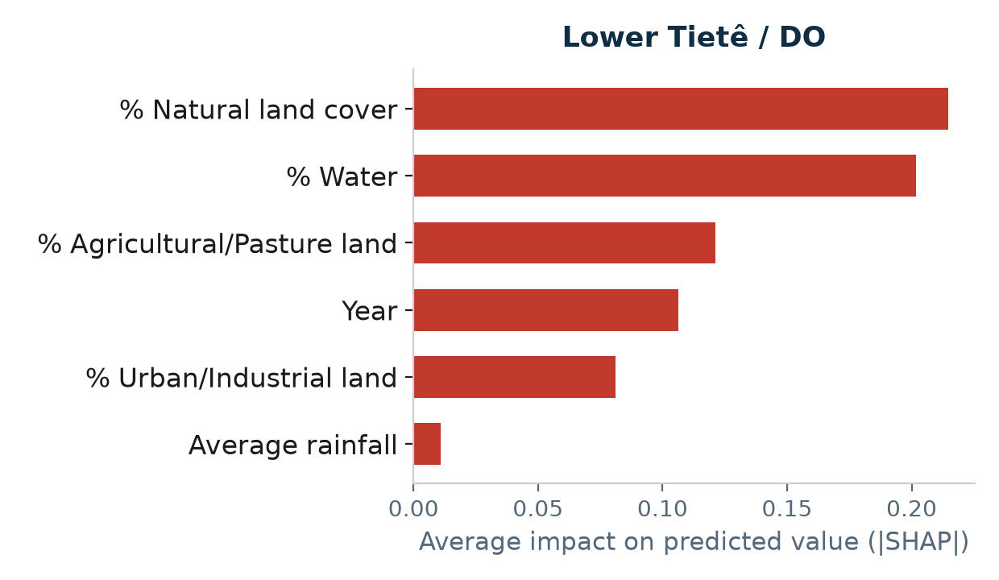 Lower Tietê / DO
% Natural land cover
% Water
% Agricultural/Pasture land
Year
% Urban/Industrial land
Average rainfall
0.00 0.05 0.10 0.15 0.20
Average impact on predicted value (|SHAP|)